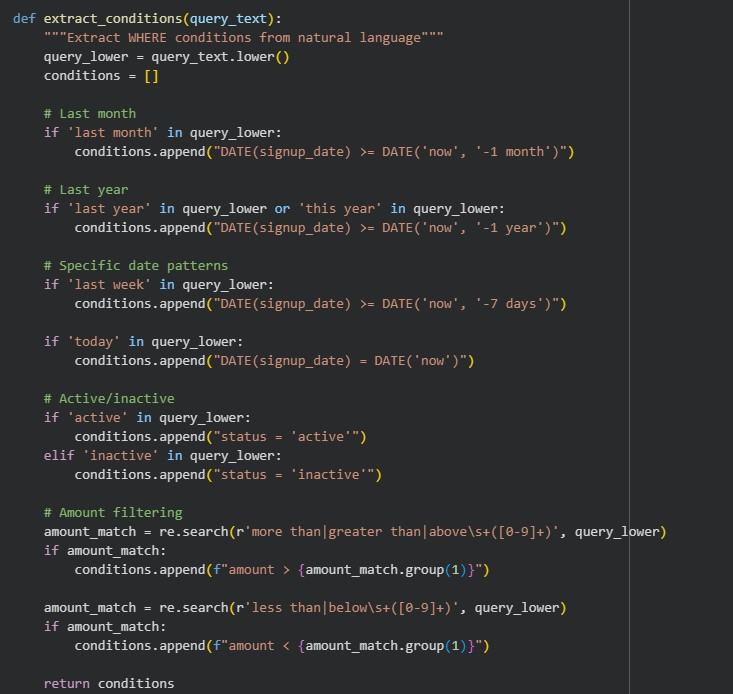 def extract_conditions(query_text):
    """Extract WHERE conditions from natural language"""
    query_lower = query_text.lower()
    conditions = []

    # Last month
    if 'last month' in query_lower:
        conditions.append("DATE(signup_date) >= DATE('now', '-1 month')")

    # Last year
    if 'last year' in query_lower or 'this year' in query_lower:
        conditions.append("DATE(signup_date) >= DATE('now', '-1 year')")

    # Specific date patterns
    if 'last week' in query_lower:
        conditions.append("DATE(signup_date) >= DATE('now', '-7 days')")

    if 'today' in query_lower:
        conditions.append("DATE(signup_date) = DATE('now')")

    # Active/inactive
    if 'active' in query_lower:
        conditions.append("status = 'active'")
    elif 'inactive' in query_lower:
        conditions.append("status = 'inactive'")

    # Amount filtering
    amount_match = re.search(r'more than|greater than|above\s+([0-9]+)', query_lower)
    if amount_match:
        conditions.append(f"amount > {amount_match.group(1)}")

    amount_match = re.search(r'less than|below\s+([0-9]+)', query_lower)
    if amount_match:
        conditions.append(f"amount < {amount_match.group(1)}")

    return conditions